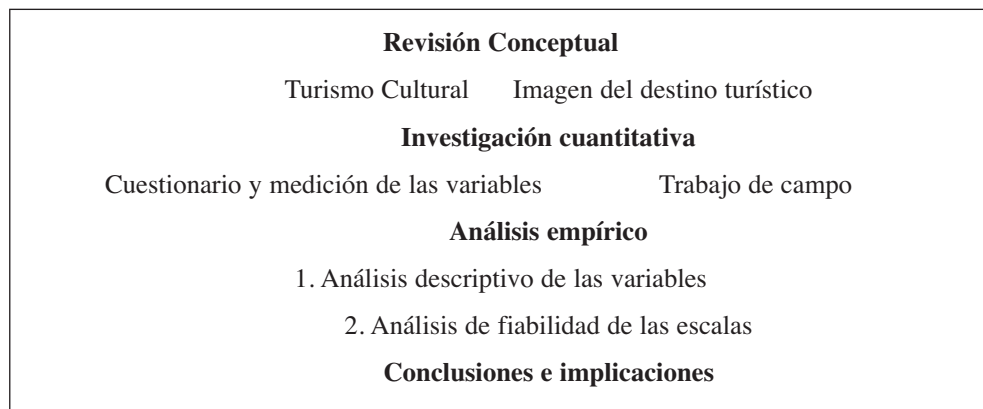 Revisión Conceptual
Turismo Cultural Imagen del destino turístico
Investigación cuantitativa
Cuestionario y medición de las variables Trabajo de campo
Análisis empírico
1. Análisis descriptivo de las variables
2. Análisis de fiabilidad de las escalas
Conclusiones e implicaciones